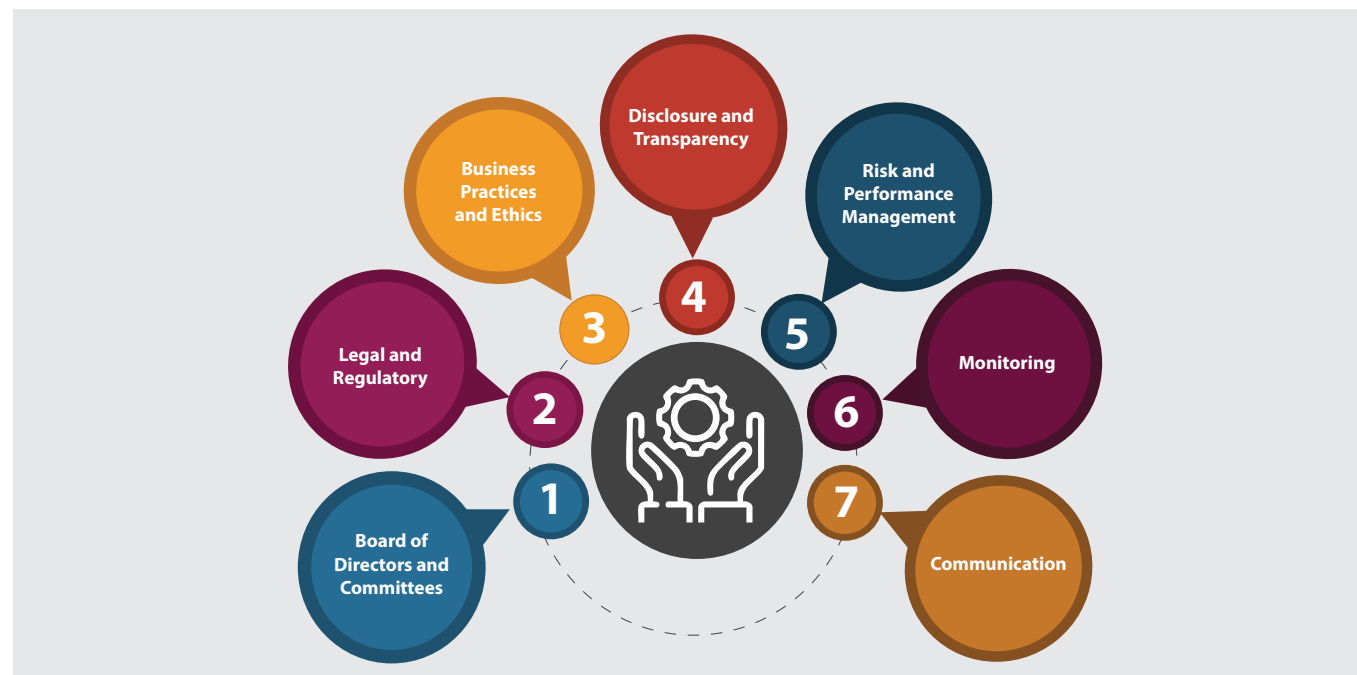 1
Board of
Directors and
Committees
2
Legal and
Regulatory
3
Business
Practices
and Ethics
4
Disclosure and
Transparency
5
Risk and
Performance
Management
6
Monitoring
7
Communication